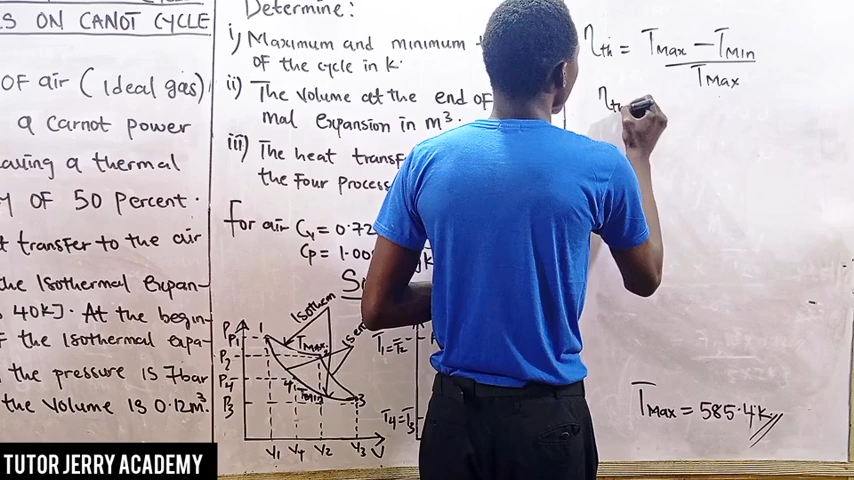 S ON CANOT CYCLE
OF air (Ideal gas)
a carnot power
aving a thermal
y OF 50 Percent.
t transfer to the air
the Isothermal Expan-
40kJ. At the begin-
F the Isothermal expa-
the pressure is 7bar
the volume is 0.12m³.
Determine:
i) Maximum and minimum
of the cycle in K.
ii) The volume at the end of
mal expansion in m³.
iii) The heat transf
the Four Process
For air Cv = 0.72
Cp = 1.00
P
P1
P2
P4
P3
1
2
4
3
Isotherm
Isen
TMax
TMin
V1 V4 V2 V3 V
T1=T2
T4=T3
ηth = TMax - TMin
TMax
ηth
TMax = 585.4K
TUTOR JERRY ACADEMY